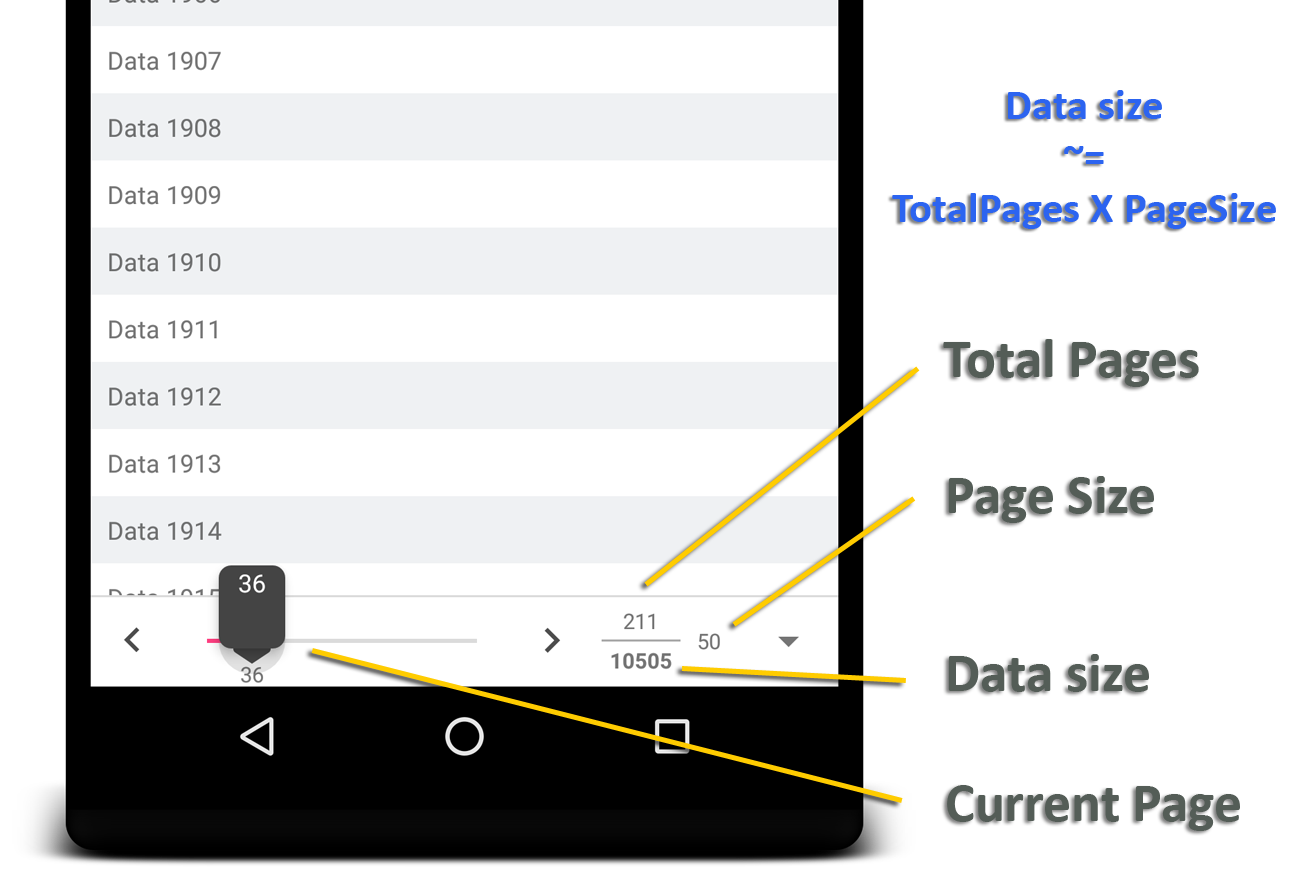 Data 1907
Data 1908
Data 1909
Data 1910
Data 1911
Data 1912
Data 1913
Data 1914
36
36
211
10505
50
Data size
~=
TotalPages X PageSize
Total Pages
Page Size
Data size
Current Page